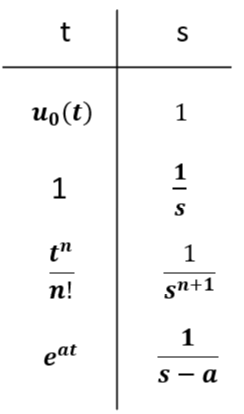 t s
u₀(t) 1
1 1/s
tⁿ/n! 1/sⁿ⁺¹
eᵃᵗ 1/(s − a)